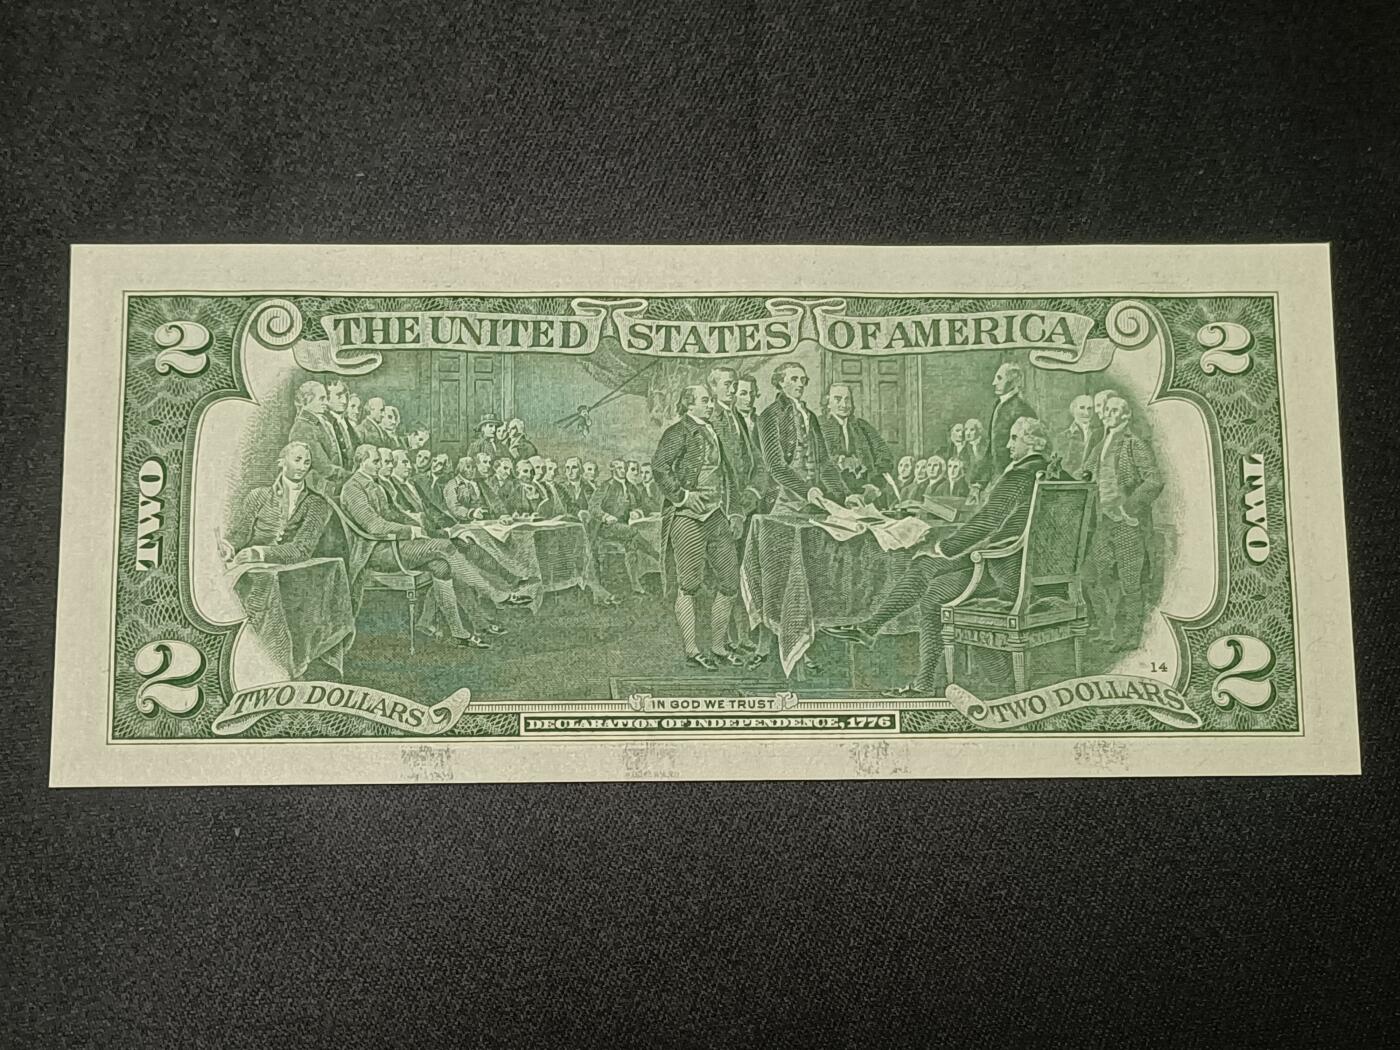 THE UNITED STATES OF AMERICA
2 2
TWO TWO
2 2
14
TWO DOLLARS TWO DOLLARS
IN GOD WE TRUST
DECLARATION OF INDEPENDENCE, 1776